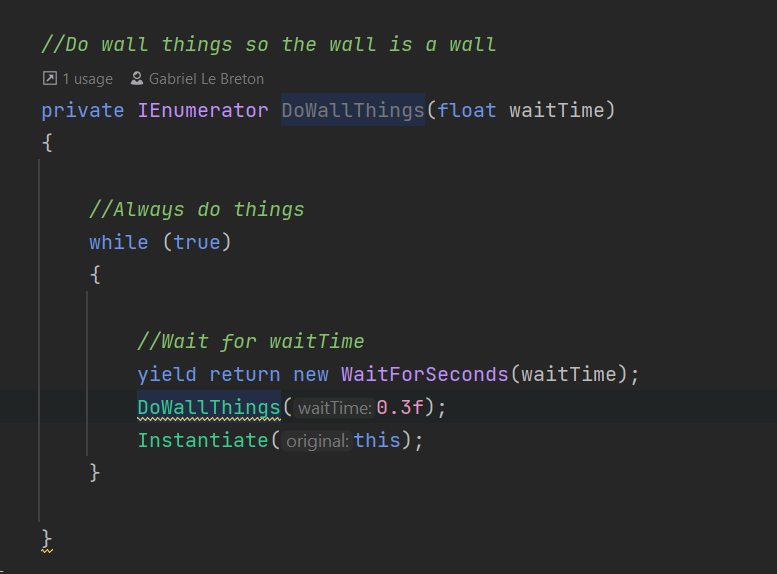 //Do wall things so the wall is a wall
1 usage Gabriel Le Breton
private IEnumerator DoWallThings(float waitTime)
{
//Always do things
while (true)
{
//Wait for waitTime
yield return new WaitForSeconds(waitTime);
DoWallThings(waitTime:0.3f);
Instantiate(original:this);
}
}